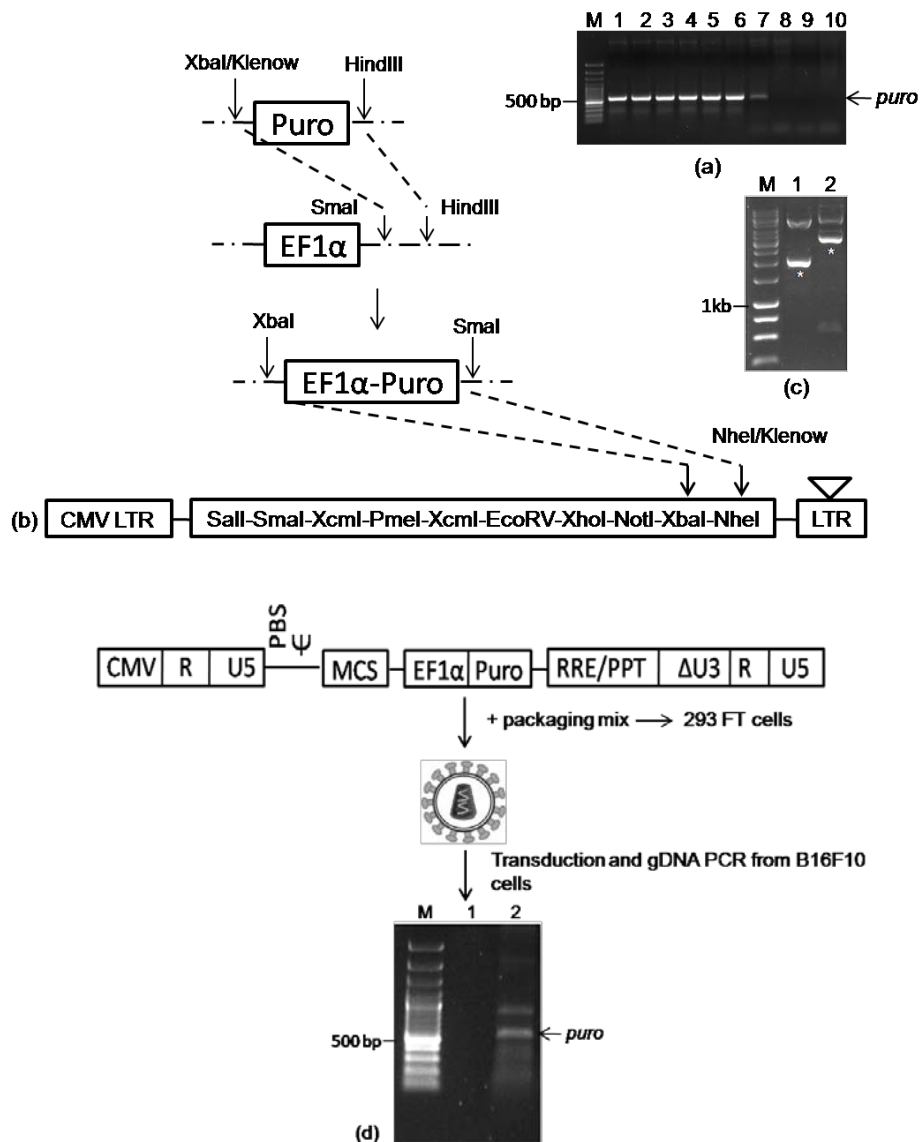 XbaI/Klenow
HindIII
Puro
SmaI
HindIII
EF1α
XbaI
SmaI
EF1α-Puro
NheI/Klenow
M 1 2 3 4 5 6 7 8 9 10
500 bp
puro
(a)
M 1 2
1kb
*
*
(c)
(b)
CMV LTR
SalI-SmaI-XcmI-PmeI-XcmI-EcoRV-XhoI-NotI-XbaI-NheI
LTR
PBS
Ψ
CMV R U5
MCS
EF1α Puro
RRE/PPT ΔU3 R U5
+ packaging mix
293 FT cells
Transduction and gDNA PCR from B16F10
cells
M 1 2
500 bp
puro
(d)